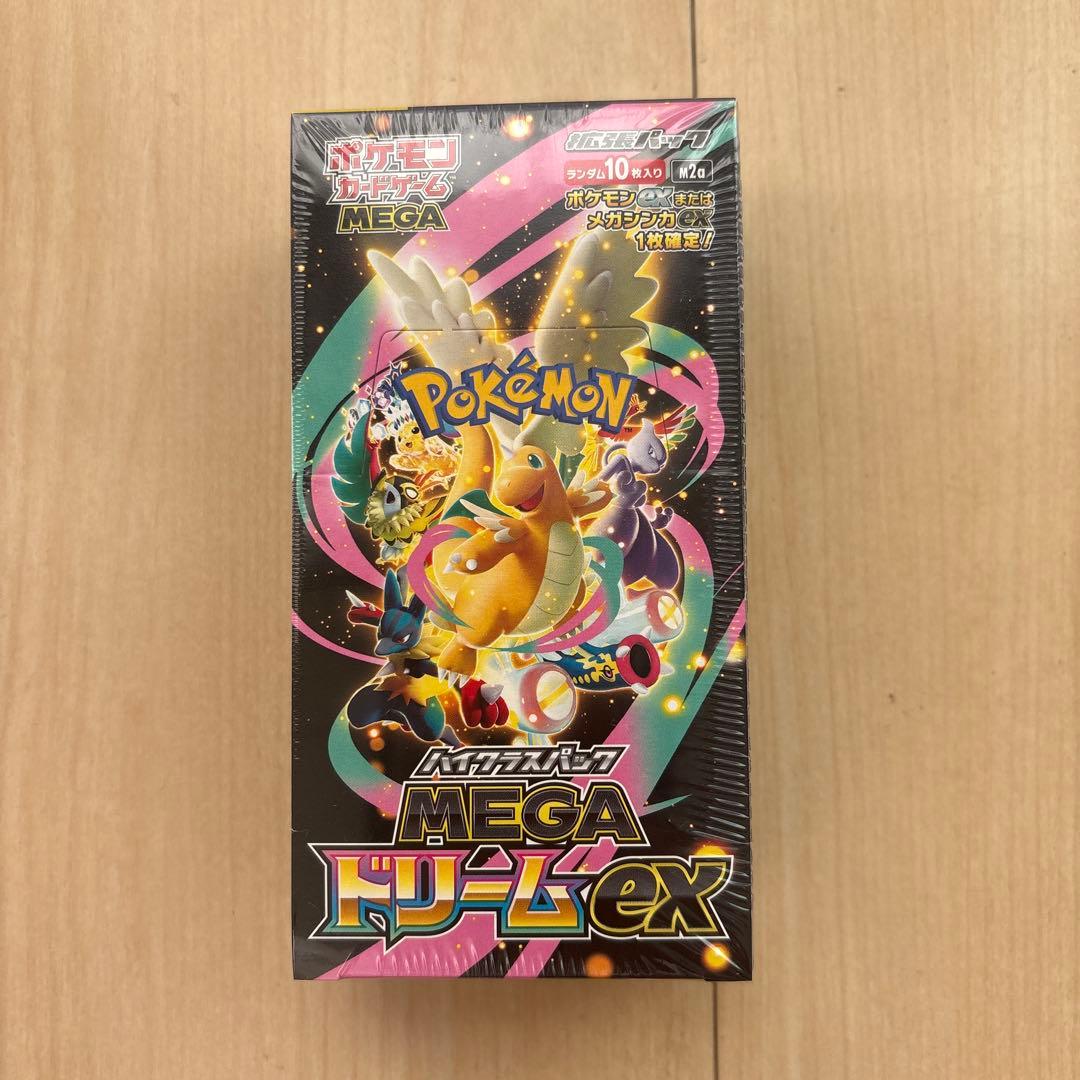 ポケモン
カードゲーム
MEGA
拡張パック
ランダム10枚入り M2a
ポケモンexまたは
メガシンカex
1枚確定!
POKÉMON
ハイクラスパック
MEGA
ドリームex